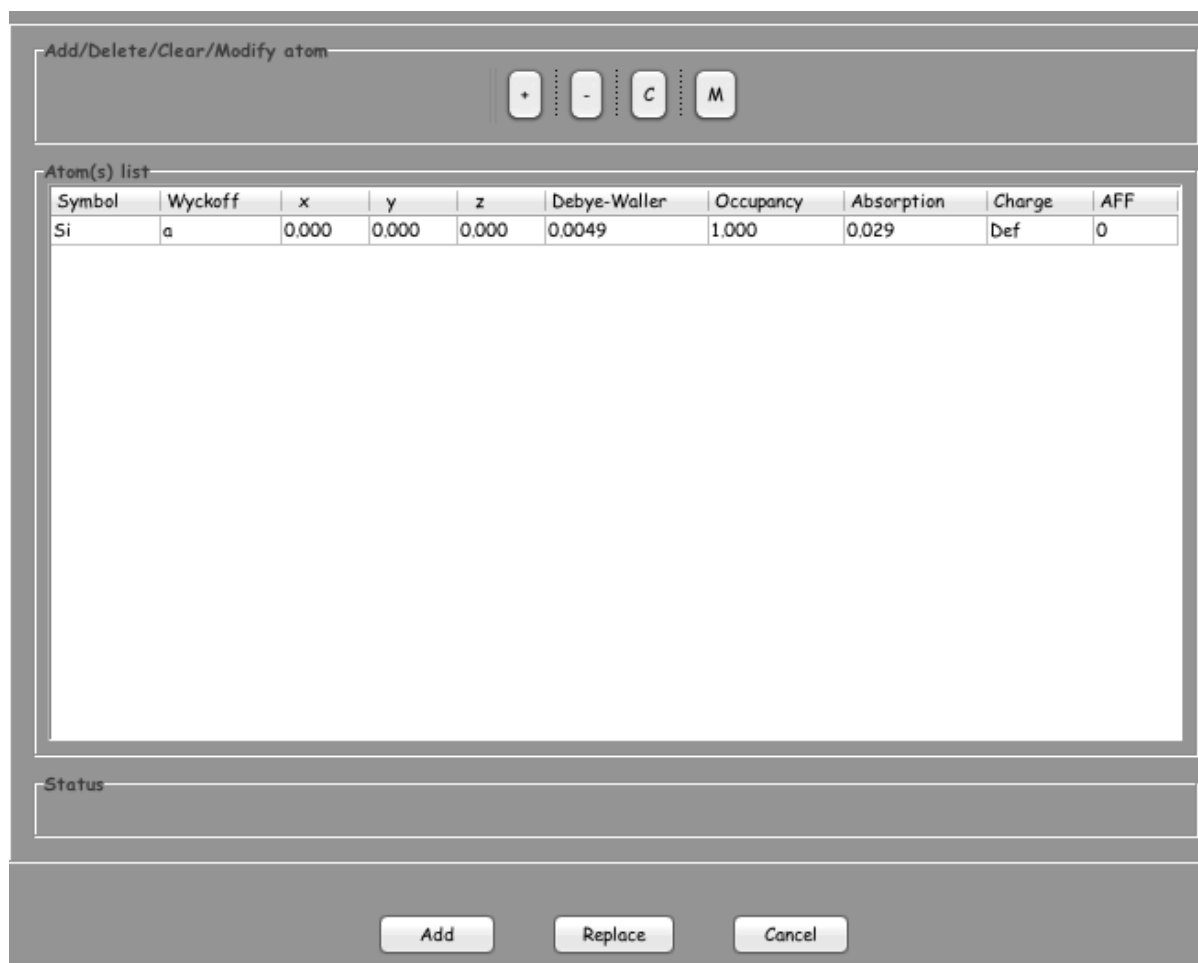 Add/Delete/Clear/Modify atom
+ - C M
Atom(s) list
Symbol Wyckoff x y z Debye-Waller Occupancy Absorption Charge AFF
Si a 0.000 0.000 0.000 0.0049 1.000 0.029 Def 0
Status
Add Replace Cancel